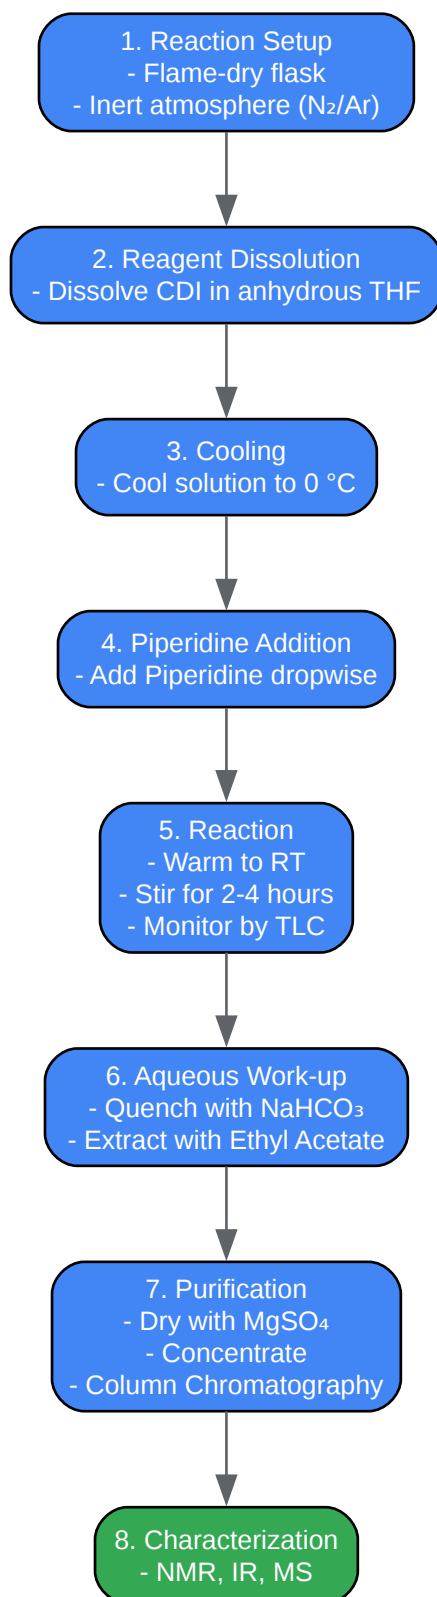 1. Reaction Setup
- Flame-dry flask
- Inert atmosphere (N₂/Ar)
2. Reagent Dissolution
- Dissolve CDI in anhydrous THF
3. Cooling
- Cool solution to 0 °C
4. Piperidine Addition
- Add Piperidine dropwise
5. Reaction
- Warm to RT
- Stir for 2-4 hours
- Monitor by TLC
6. Aqueous Work-up
- Quench with NaHCO₃
- Extract with Ethyl Acetate
7. Purification
- Dry with MgSO₄
- Concentrate
- Column Chromatography
8. Characterization
- NMR, IR, MS